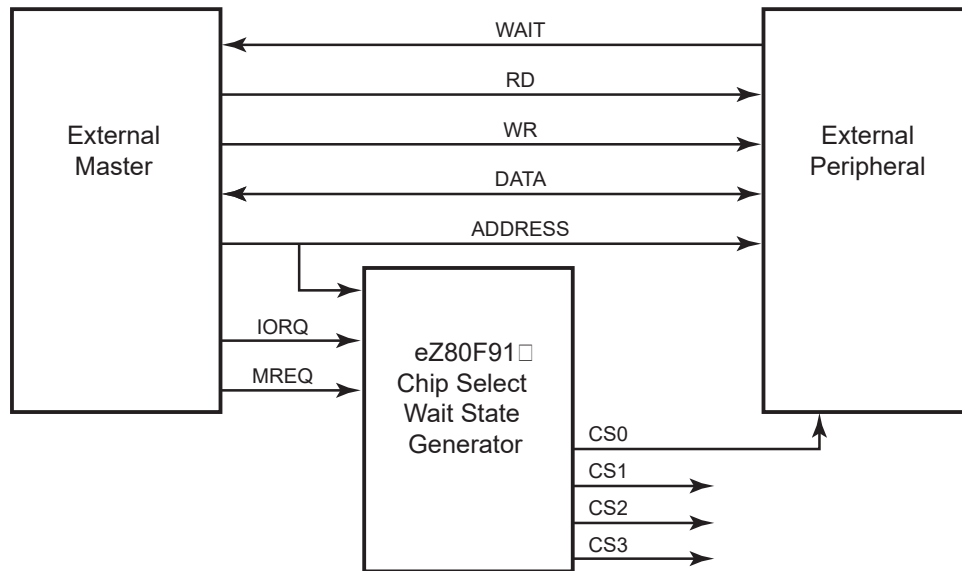 WAIT
RD
External
Master
WR
External
Peripheral
DATA
ADDRESS
IORQ
MREQ
eZ80F91□
Chip Select
Wait State
Generator
CS0
CS1
CS2
CS3